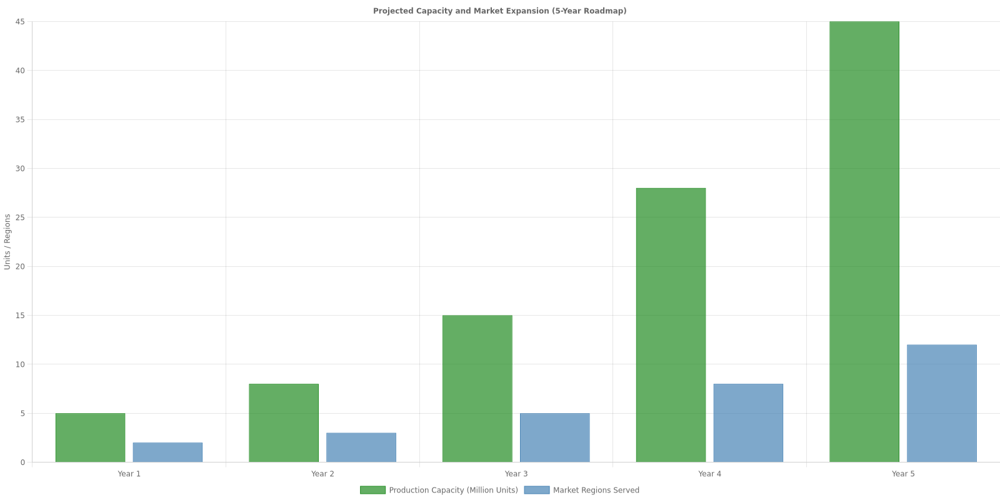 Projected Capacity and Market Expansion (5-Year Roadmap)
45
40
35
30
25
20
15
10
5
0
Units / Regions
Year 1 Year 2 Year 3 Year 4 Year 5
Production Capacity (Million Units) Market Regions Served